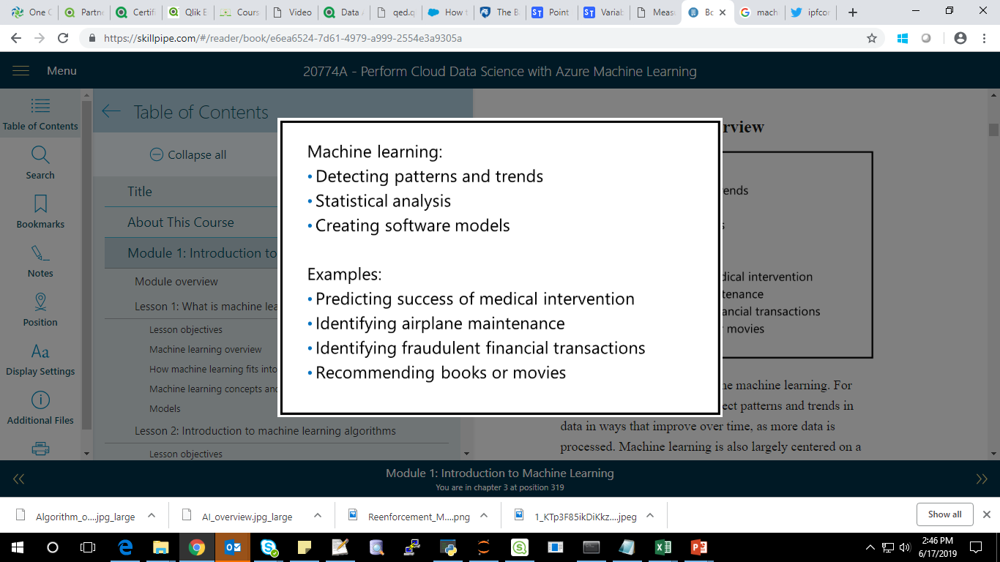 One C
Partne
Certifi
Qlik E
Cours
Video
Data A
qed.q
How t
The B
Point
Variab
Meas
Bo
mach
ipfcor
https://skillpipe.com/#/reader/book/e6ea6524-7d61-4979-a999-2554e3a9305a
Menu
20774A - Perform Cloud Data Science with Azure Machine Learning
Table of Contents
Search
Bookmarks
Notes
Position
Aa
Display Settings
Additional Files
Table of Contents
Collapse all
Title
About This Course
Module 1: Introduction to
Module overview
Lesson 1: What is machine lea
Lesson objectives
Machine learning overview
How machine learning fits into
Machine learning concepts and
Models
Lesson 2: Introduction to machine learning algorithms
Lesson objectives
Machine learning:
• Detecting patterns and trends
• Statistical analysis
• Creating software models
Examples:
• Predicting success of medical intervention
• Identifying airplane maintenance
• Identifying fraudulent financial transactions
• Recommending books or movies
rview
ends
s
dical intervention
tenance
ancial transactions
movies
ne machine learning. For
ect patterns and trends in
data in ways that improve over time, as more data is
processed. Machine learning is also largely centered on a
Module 1: Introduction to Machine Learning
You are in chapter 3 at position 319
Algorithm_o....jpg_large
AI_overview.jpg_large
Reenforcement_M....png
1_KTp3F85ikDiKkz....jpeg
Show all
2:46 PM
6/17/2019